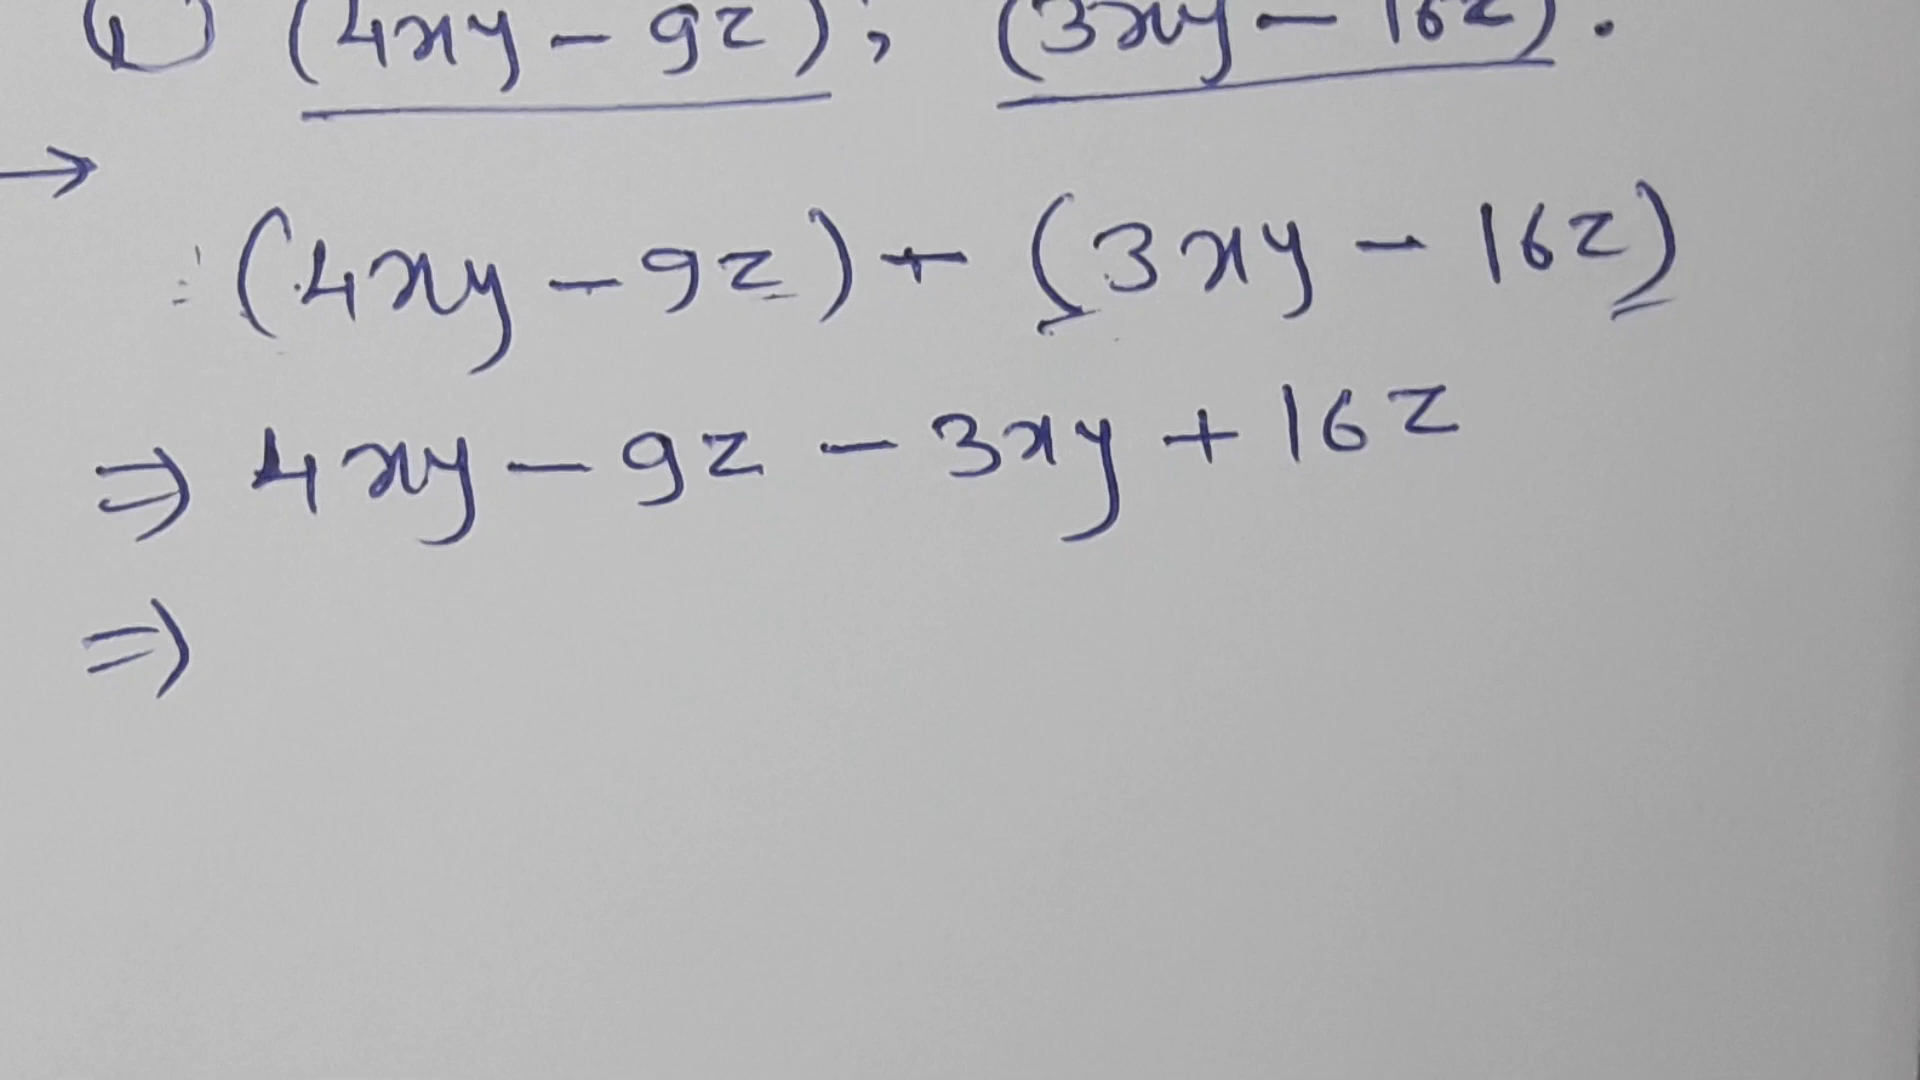 (4xy - 9z) ; (3xy - 16z) .
→
: (4xy - 9z) + (3xy - 16z)
⇒ 4xy - 9z - 3xy + 16z
⇒